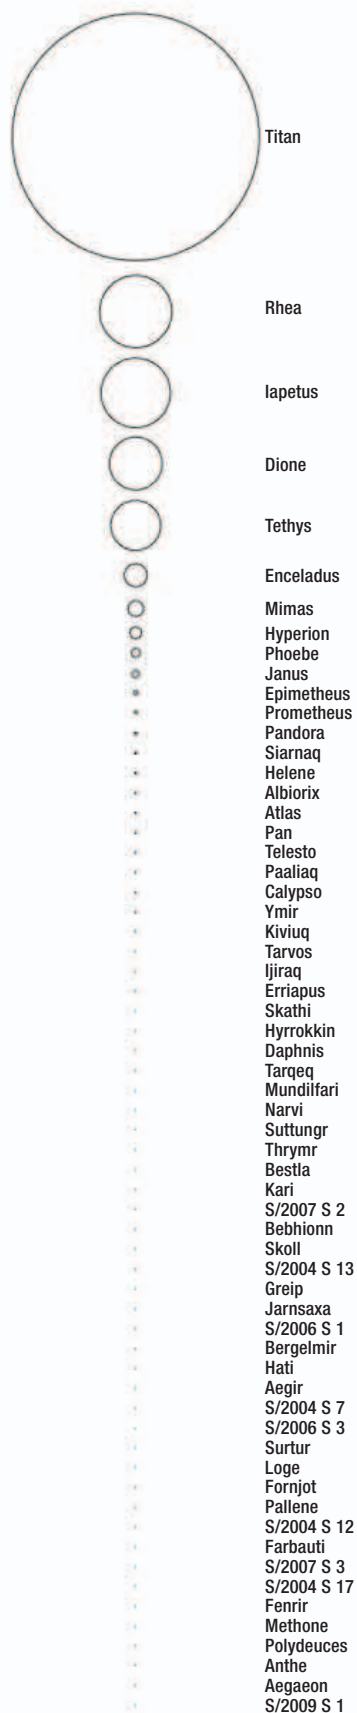 Titan
Rhea
Iapetus
Dione
Tethys
Enceladus
Mimas
Hyperion
Phoebe
Janus
Epimetheus
Prometheus
Pandora
Siarnaq
Helene
Albiorix
Atlas
Pan
Telesto
Paaliaq
Calypso
Ymir
Kiviuq
Tarvos
Ijiraq
Erriapus
Skathi
Hyrrokkin
Daphnis
Tarqeq
Mundilfari
Narvi
Suttungr
Thrymr
Bestla
Kari
S/2007 S 2
Bebhionn
Skoll
S/2004 S 13
Greip
Jarnsaxa
S/2006 S 1
Bergelmir
Hati
Aegir
S/2004 S 7
S/2006 S 3
Surtur
Loge
Fornjot
Pallene
S/2004 S 12
Farbauti
S/2007 S 3
S/2004 S 17
Fenrir
Methone
Polydeuces
Anthe
Aegaeon
S/2009 S 1